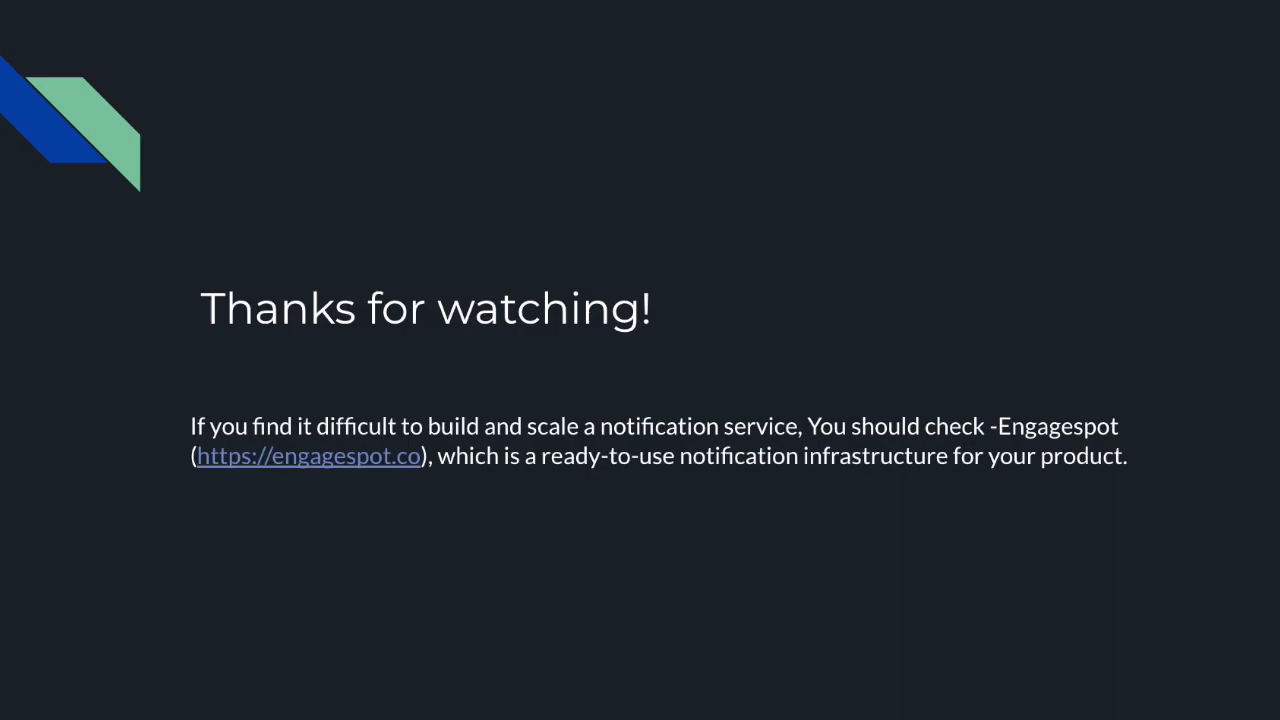 Thanks for watching!
If you find it difficult to build and scale a notification service, You should check -Engagespot
(https://engagespot.co), which is a ready-to-use notification infrastructure for your product.